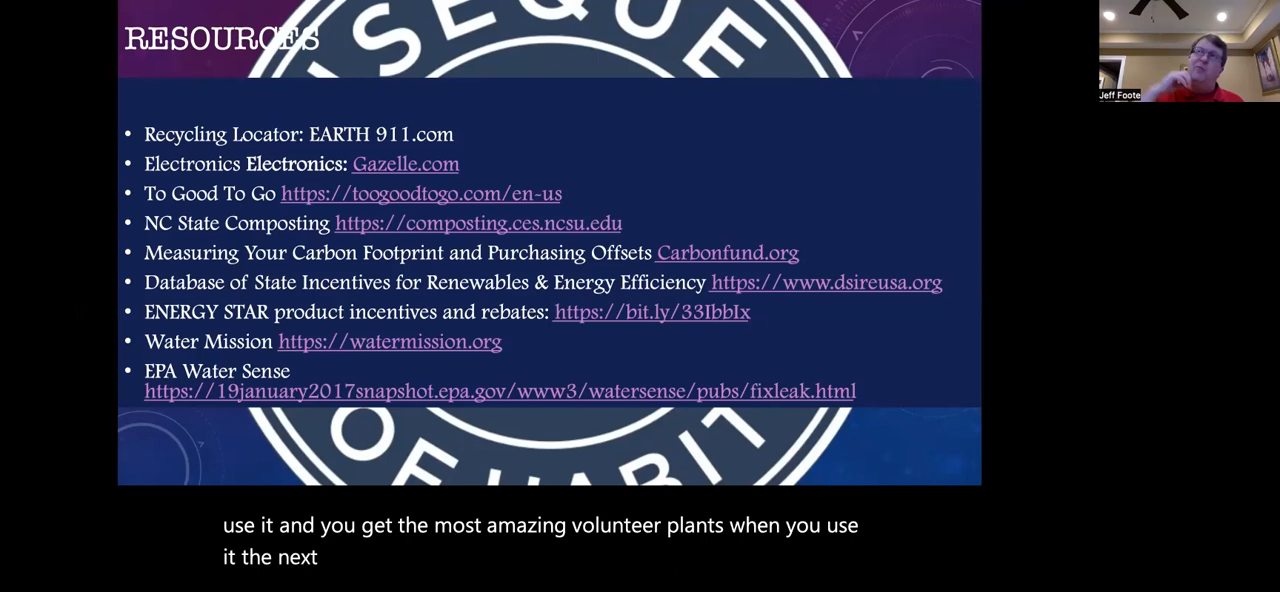 RESOURCES
SEQUE
• Recycling Locator: EARTH 911.com
• Electronics Electronics: Gazelle.com
• To Good To Go https://toogoodtogo.com/en-us
• NC State Composting https://composting.ces.ncsu.edu
• Measuring Your Carbon Footprint and Purchasing Offsets Carbonfund.org
• Database of State Incentives for Renewables & Energy Efficiency https://www.dsireusa.org
• ENERGY STAR product incentives and rebates: https://bit.ly/33IbbIx
• Water Mission https://watermission.org
• EPA Water Sense
https://19january2017snapshot.epa.gov/www3/watersense/pubs/fixleak.html
OF HABIT
Jeff Foote
use it and you get the most amazing volunteer plants when you use
it the next